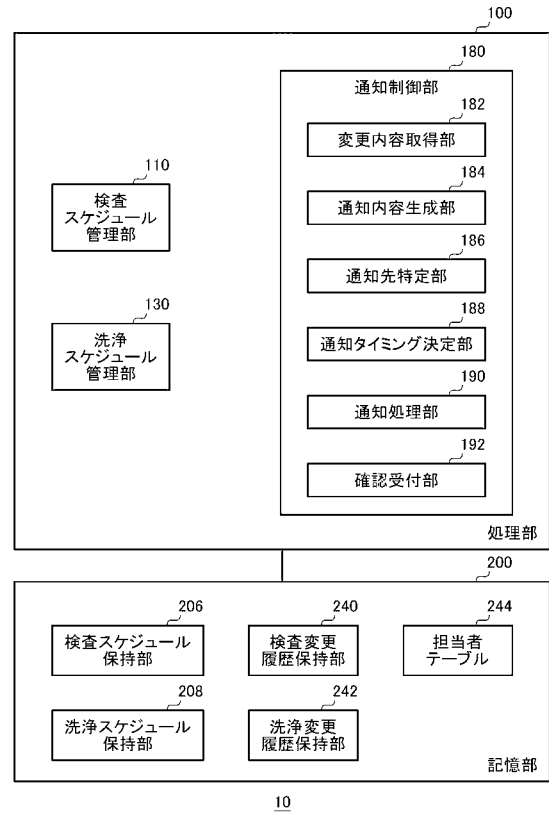 100
180
通知制御部
182
変更内容取得部
110
検査
スケジュール
管理部
184
通知内容生成部
186
通知先特定部
130
洗浄
スケジュール
管理部
188
通知タイミング決定部
190
通知処理部
192
確認受付部
処理部
200
206
検査スケジュール
保持部
240
検査変更
履歴保持部
244
担当者
テーブル
208
洗浄スケジュール
保持部
242
洗浄変更
履歴保持部
記憶部
10